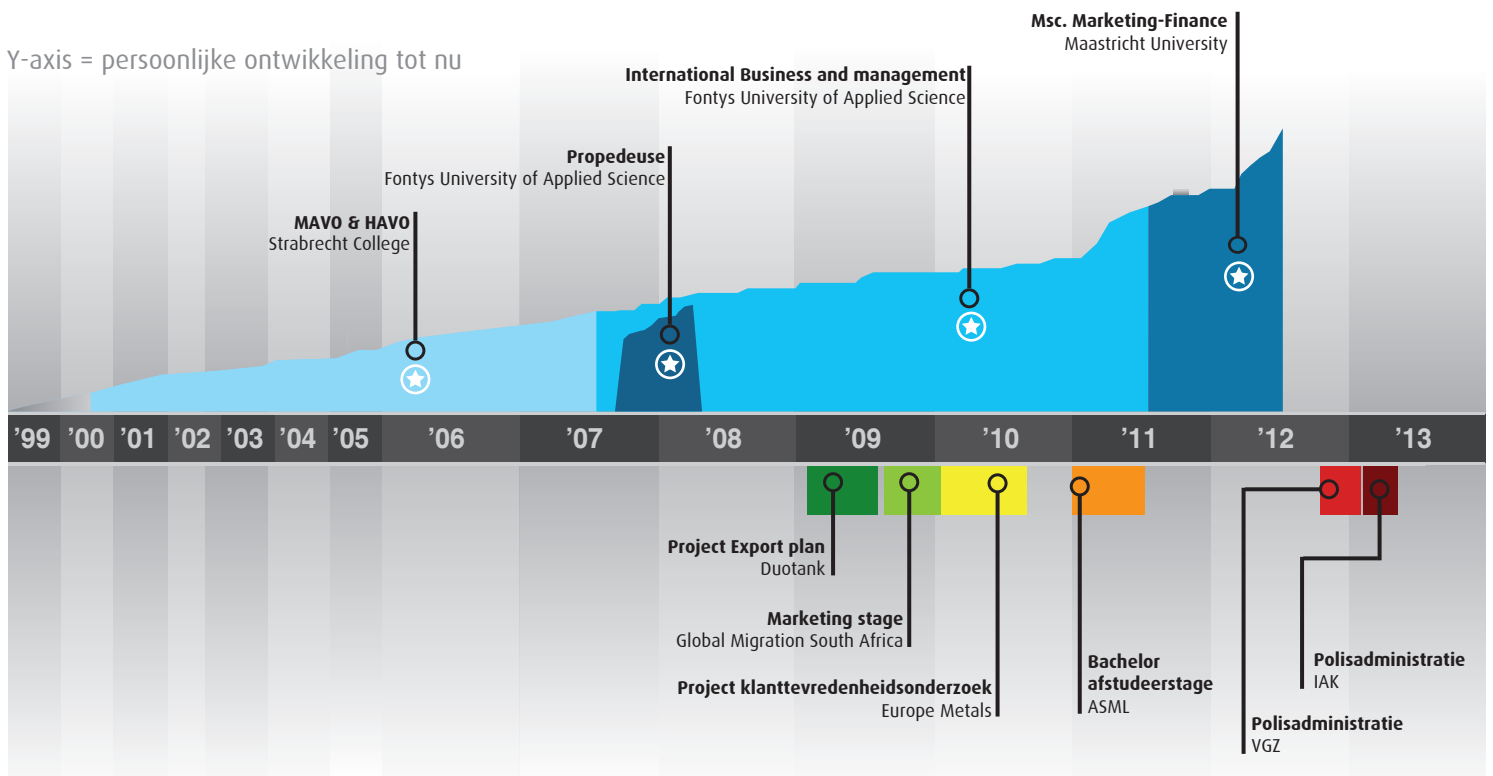 Msc. Marketing-Finance
Maastricht University
Y-axis = persoonlijke ontwikkeling tot nu
International Business and management
Fontys University of Applied Science
Propedeuse
Fontys University of Applied Science
MAVO & HAVO
Strabrecht College
’99 ’00 ’01 ’02 ’03 ’04 ’05 ’06 ’07 ’08 ’09 ’10 ’11 ’12 ’13
Project Export plan
Duotank
Marketing stage
Global Migration South Africa
Project klanttevredenheidsonderzoek
Europe Metals
Bachelor
afstudeerstage
ASML
Polisadministratie
IAK
Polisadministratie
VGZ